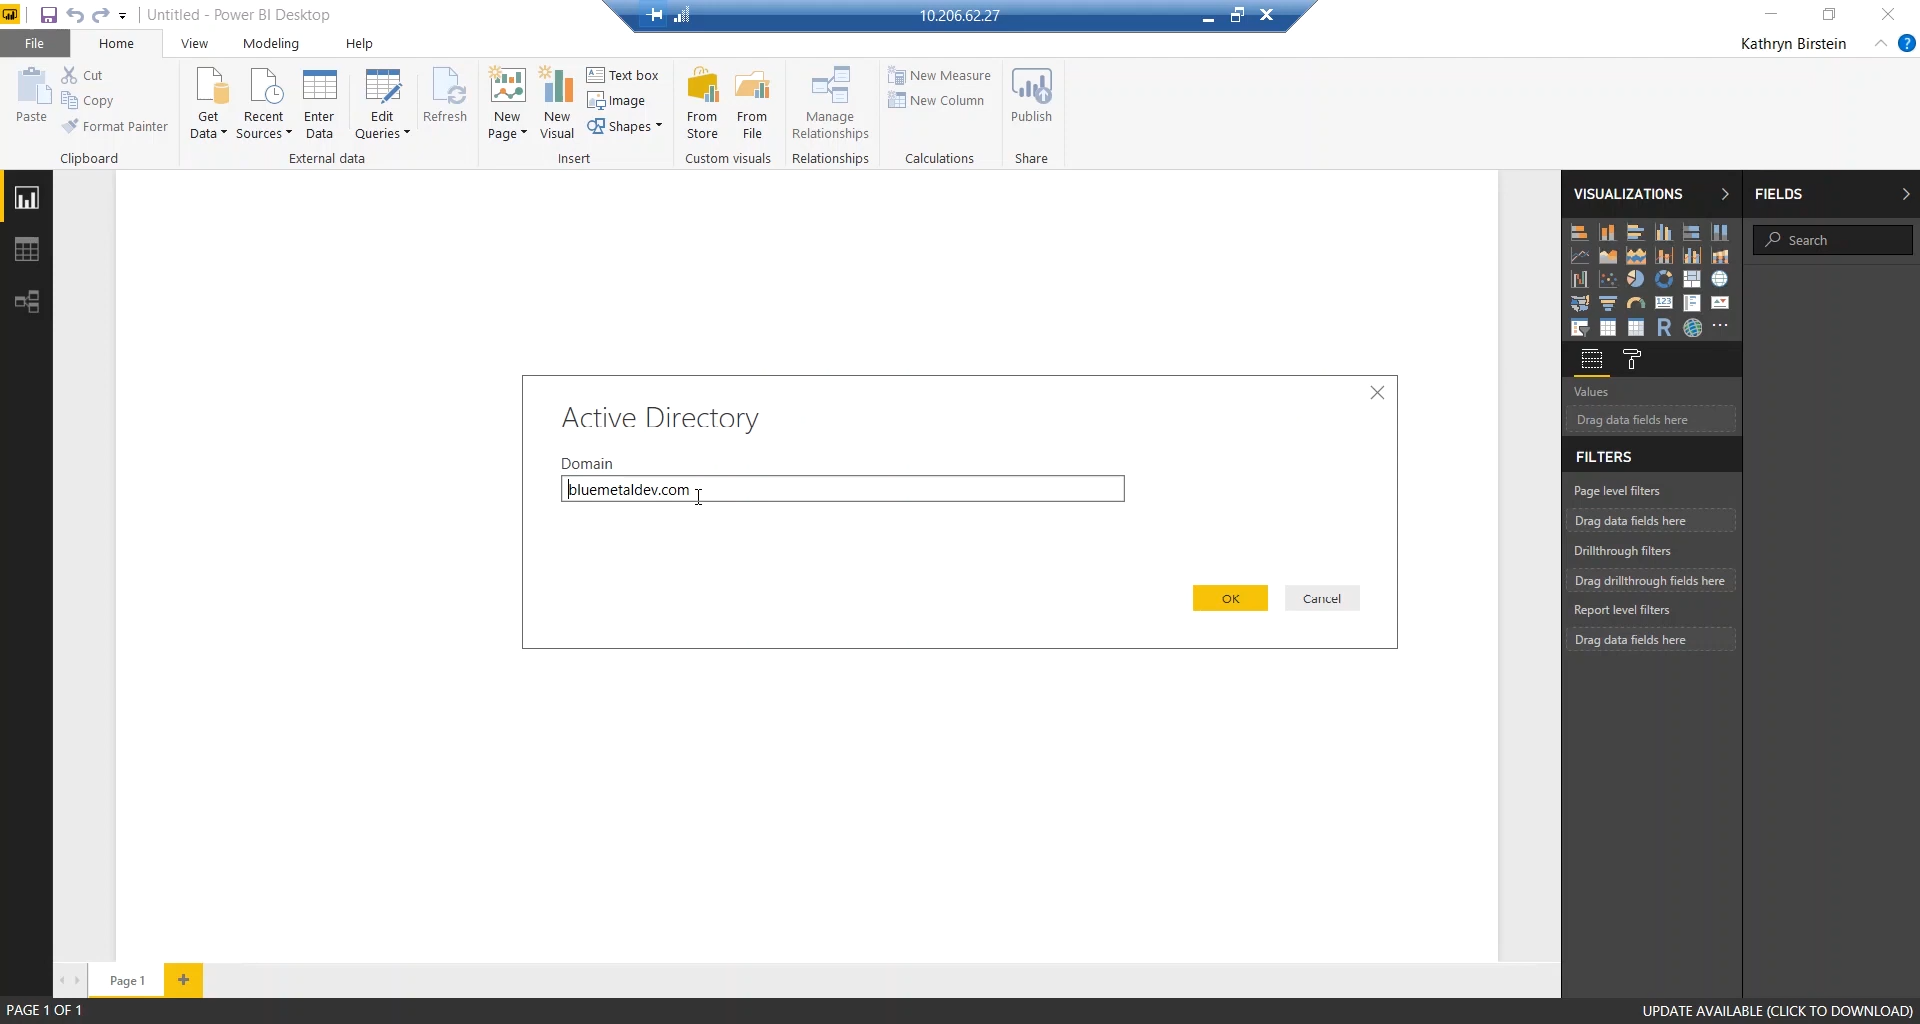 Untitled - Power BI Desktop
10.206.62.27
File
Home
View
Modeling
Help
Kathryn Birstein
?
Paste
Cut
Copy
Format Painter
Clipboard
Get
Data
Recent
Sources
Enter
Data
Edit
Queries
Refresh
External data
New
Page
New
Visual
Text box
Image
Shapes
Insert
From
Store
From
File
Custom visuals
Manage
Relationships
Relationships
New Measure
New Column
Calculations
Publish
Share
VISUALIZATIONS
123
R
Values
Drag data fields here
FILTERS
Page level filters
Drag data fields here
Drillthrough filters
Drag drillthrough fields here
Report level filters
Drag data fields here
FIELDS
Search
Active Directory
Domain
bluemetaldev.com
OK
Cancel
Page 1
PAGE 1 OF 1
UPDATE AVAILABLE (CLICK TO DOWNLOAD)